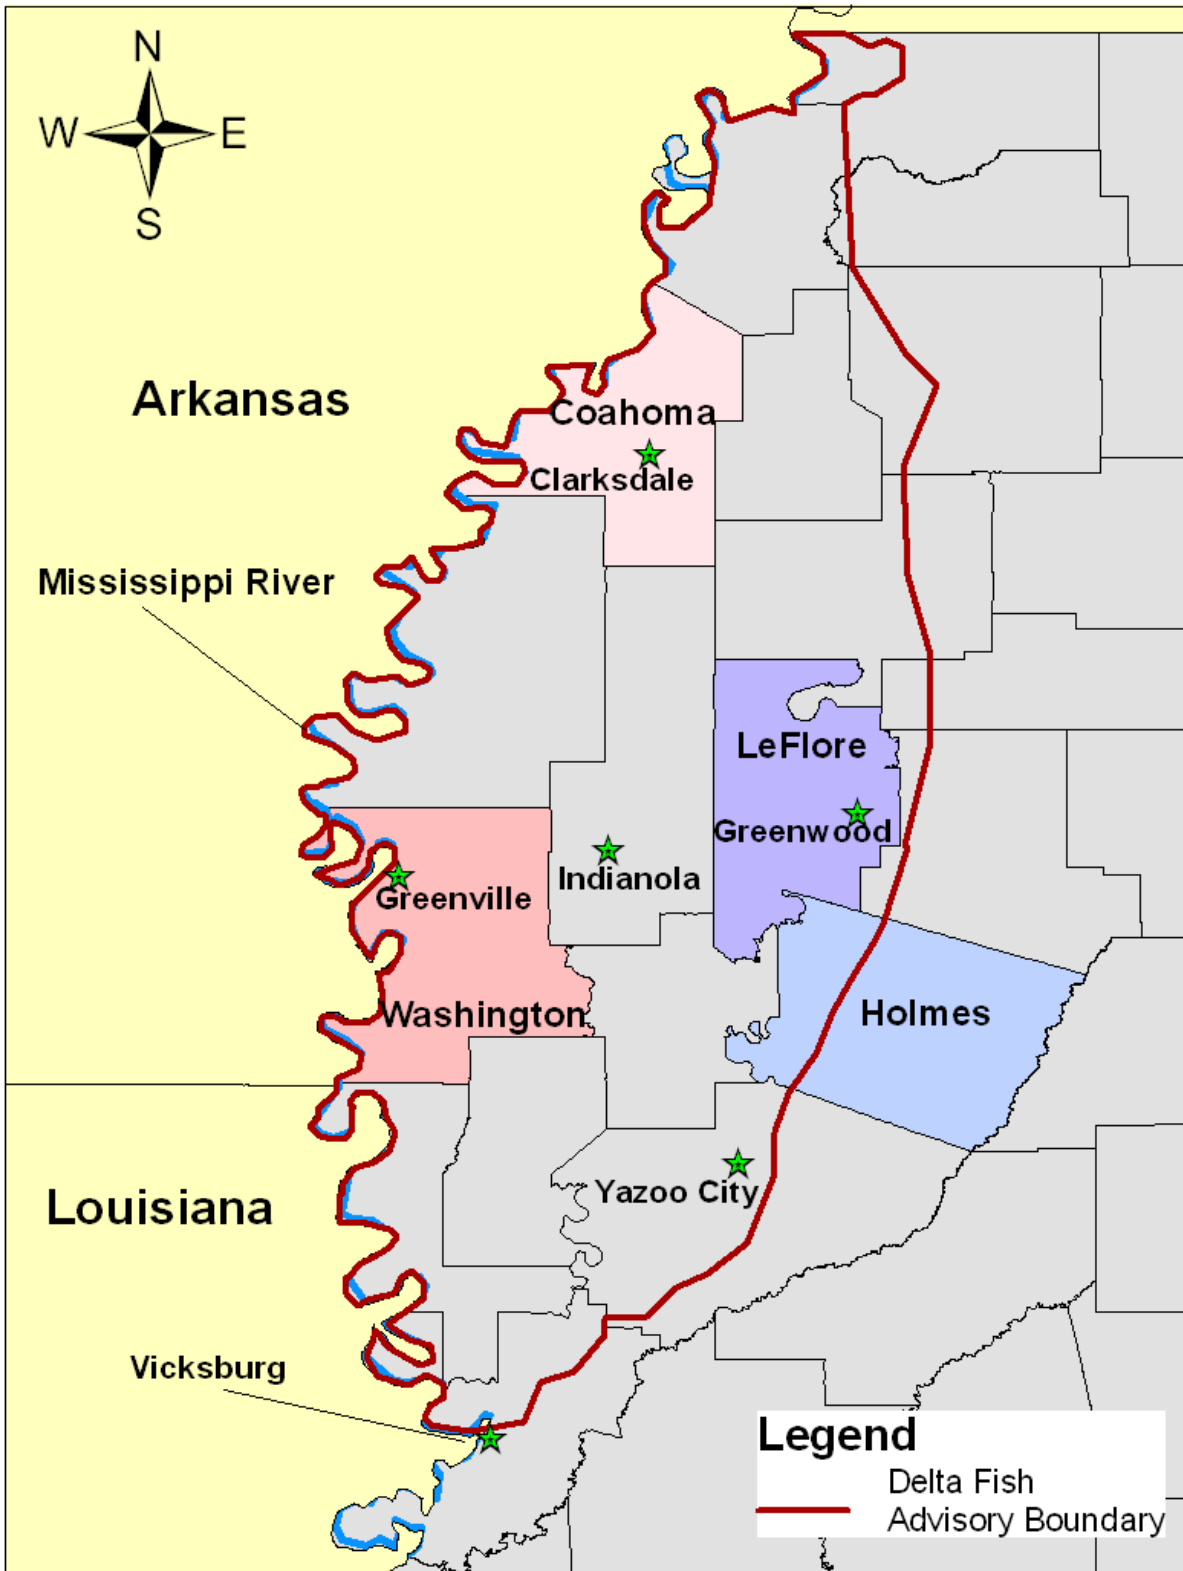 N
W E
S
Arkansas
Coahoma
Clarksdale
Mississippi River
LeFlore
Greenwood
Indianola
Greenville
Washington
Holmes
Yazoo City
Louisiana
Vicksburg
Legend
Delta Fish
Advisory Boundary